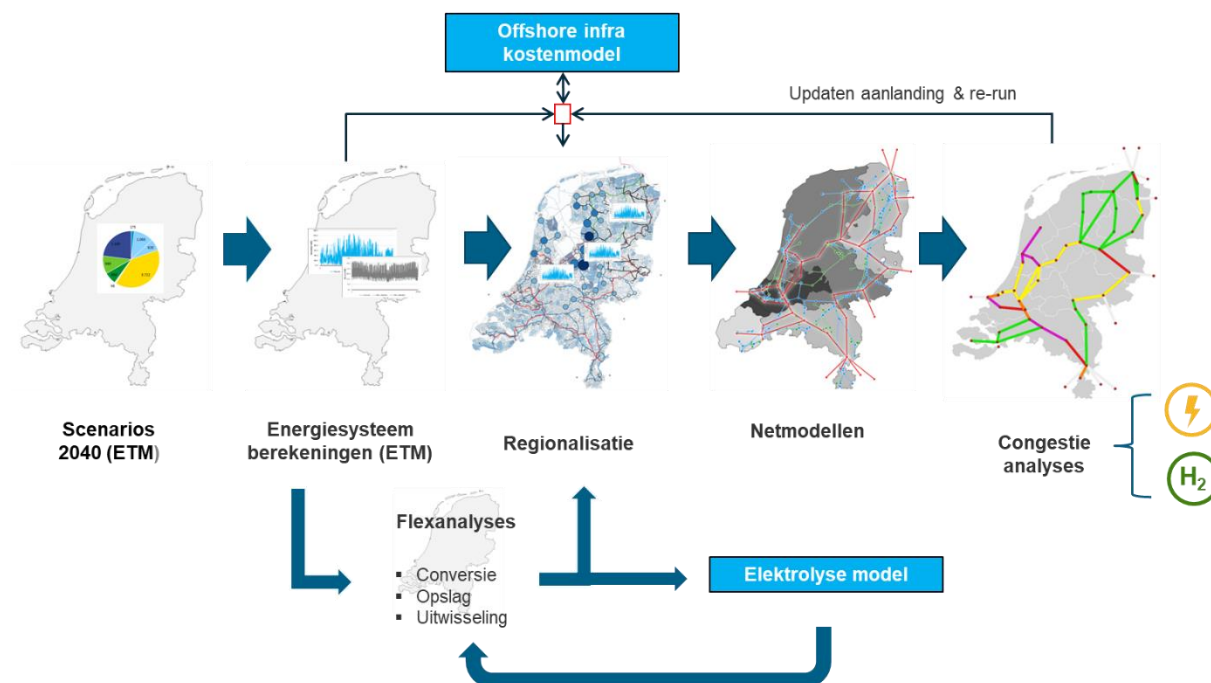 Offshore infra
kostenmodel
Updaten aanlanding & re-run
Scenarios
2040 (ETM)
Energiesysteem
berekeningen (ETM)
Regionalisatie
Netmodellen
Congestie
analyses
H₂
Flexanalyses
▪ Conversie
▪ Opslag
▪ Uitwisseling
Elektrolyse model